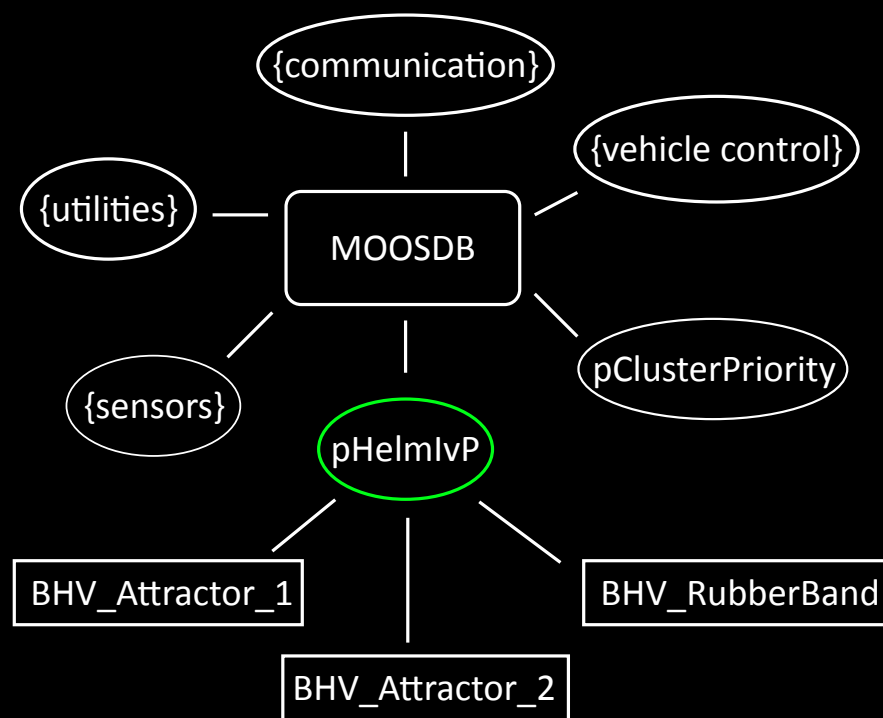 {communication}
{vehicle control}
{utilities}
MOOSDB
pClusterPriority
{sensors}
pHelmIvP
BHV_Attractor_1
BHV_RubberBand
BHV_Attractor_2